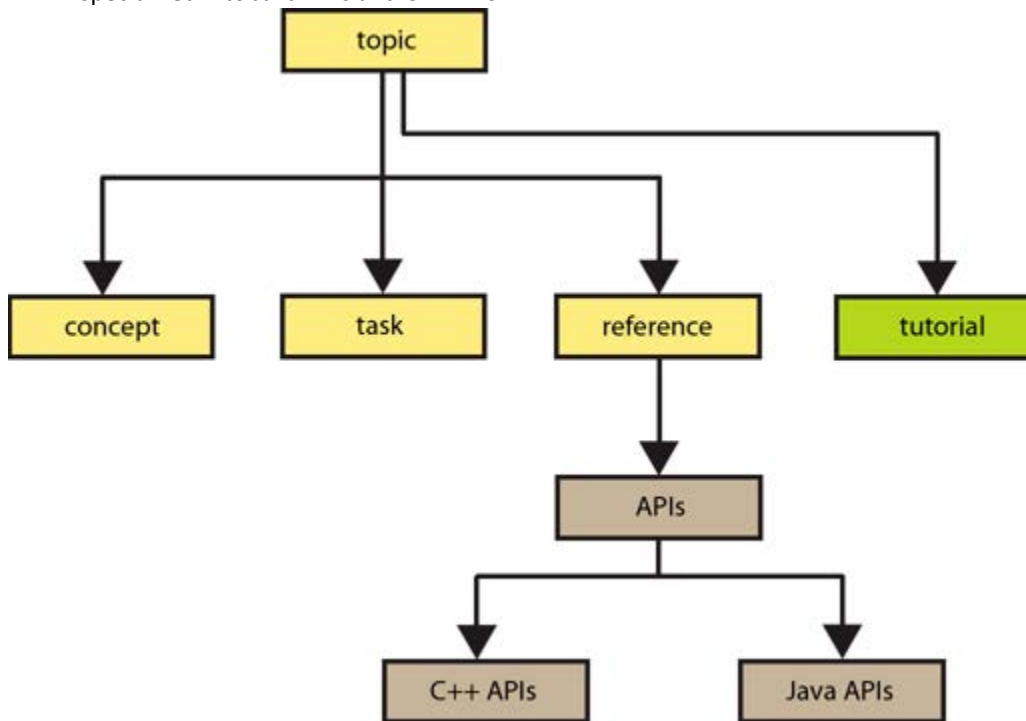 topic
concept
task
reference
tutorial
APIs
C++ APIs
Java APIs